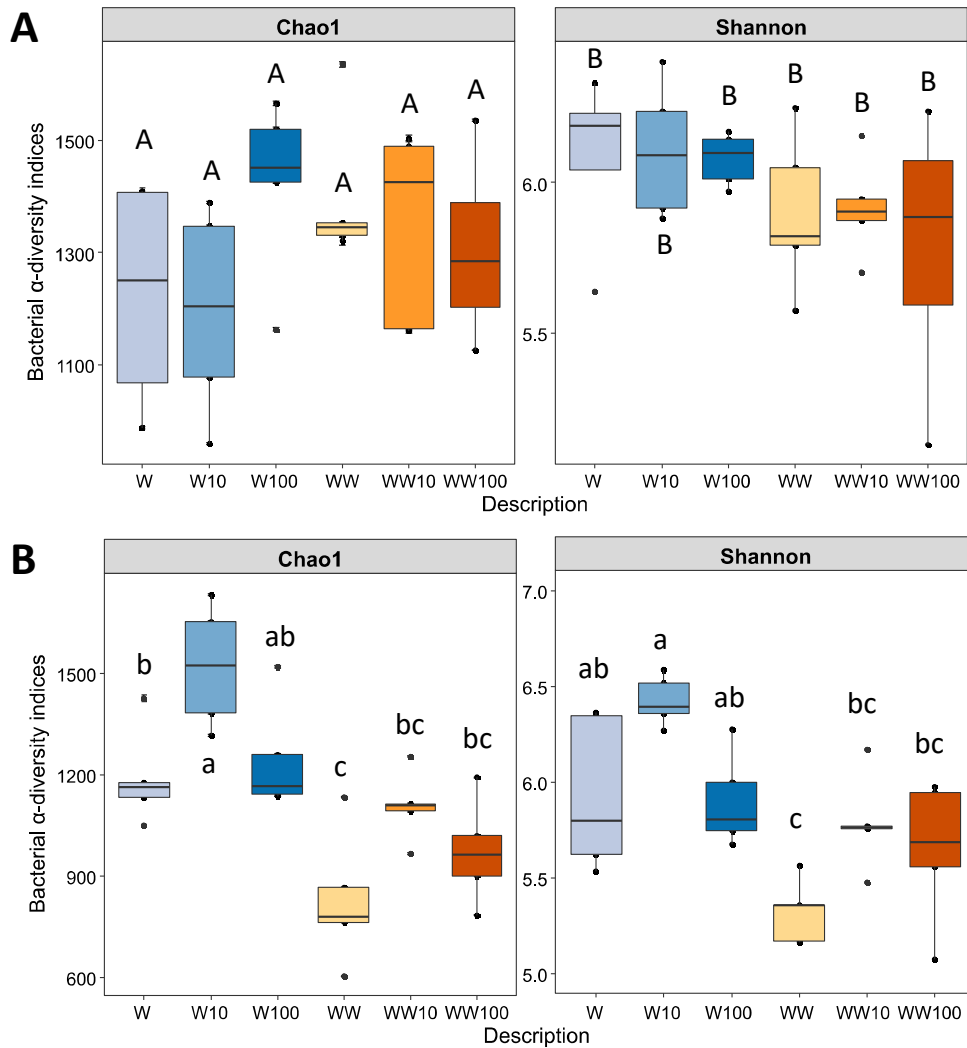 A
Chao1
Shannon
Bacterial α-diversity indices
1500
1300
1100
A
A
A
A
A
A
6.0
5.5
B
B
B
B
B
B
W W10 W100 WW WW10 WW100
W W10 W100 WW WW10 WW100
Description
B
Chao1
Shannon
Bacterial α-diversity indices
1500
1200
900
600
b
a
ab
c
bc
bc
7.0
6.5
6.0
5.5
5.0
ab
a
ab
c
bc
bc
W W10 W100 WW WW10 WW100
W W10 W100 WW WW10 WW100
Description